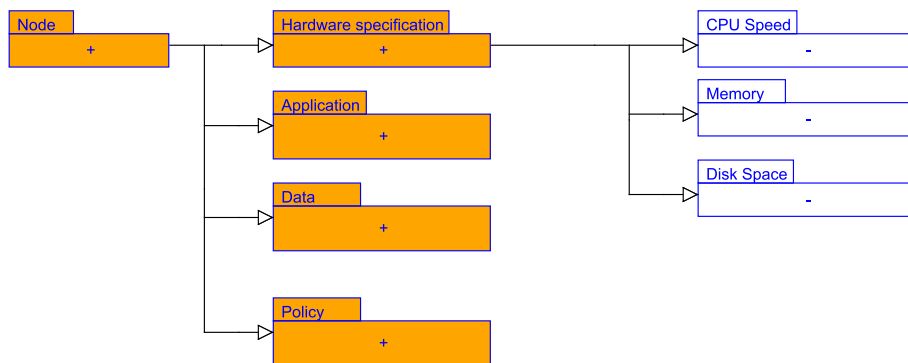 Node
+
Hardware specification
+
Application
+
Data
+
Policy
+
CPU Speed
-
Memory
-
Disk Space
-